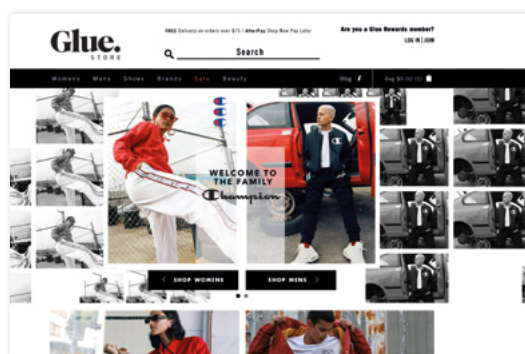 Glue.
STORE
FREE Delivery on orders over $75 | AfterPay Shop Now Pay Later
Search
Are you a Glue Rewards member?
LOG IN | JOIN
Womens Mens Shoes Brands Sale Beauty
Blog
Bag $0.00 (0)
WELCOME TO
THE FAMILY
Champion
SHOP WOMENS
SHOP MENS